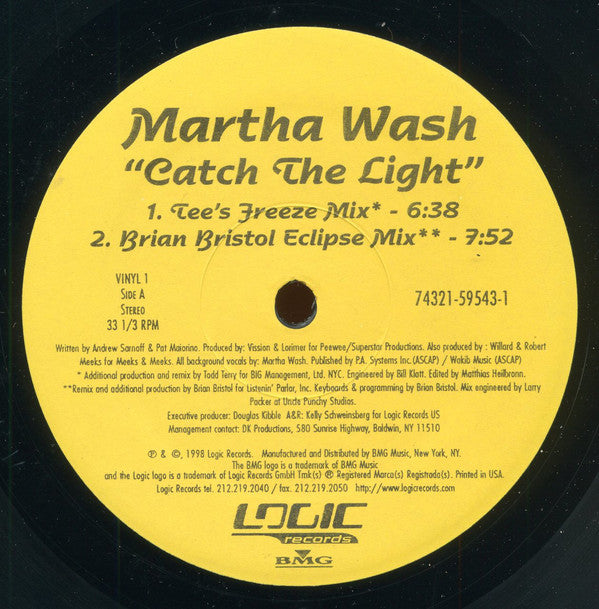 Martha Wash
"Catch The Light"
1. Tee's Freeze Mix* - 6:38
2. Brian Bristol Eclipse Mix** - 7:52
VINYL 1
SIDE A
STEREO
33 1/3 RPM
74321-59543-1
Written by Andrew Sarnoff & Pat Maiorino. Produced by: Vission & Lorimer for Peewee/Superstar Productions. Also produced by : Willard & Robert
Meeks for Meeks & Meeks. All background vocals by: Martha Wash. Published by P.A. Systems Inc.(ASCAP) / Wakib Music (ASCAP)
* Additional production and remix by Todd Terry for BIG Management, Ltd. NYC. Engineered by Bill Klatt. Edited by Matthias Heilbronn.
**Remix and additional production by Brian Bristol for Listenin' Parlor, Inc. Keyboards & programming by Brian Bristol. Mix engineered by Larry
Packer at Uncle Punchy Studios.
Executive producer: Douglas Kibble A&R: Kelly Schweinsberg for Logic Records US
Management contact: DK Productions, 580 Sunrise Highway, Baldwin, NY 11510
℗ & ©, 1998 Logic Records. Manufactured and Distributed by BMG Music, New York, NY.
The BMG logo is a trademark of BMG Music
and the Logic logo is a trademark of Logic Records GmbH Tmk(s) ® Registered Marca(s) Registrada(s). Printed in USA.
Logic Records tel. 212.219.2040 / fax. 212.219.2050 http://www.logicrecords.com
LOGIC
records
BMG